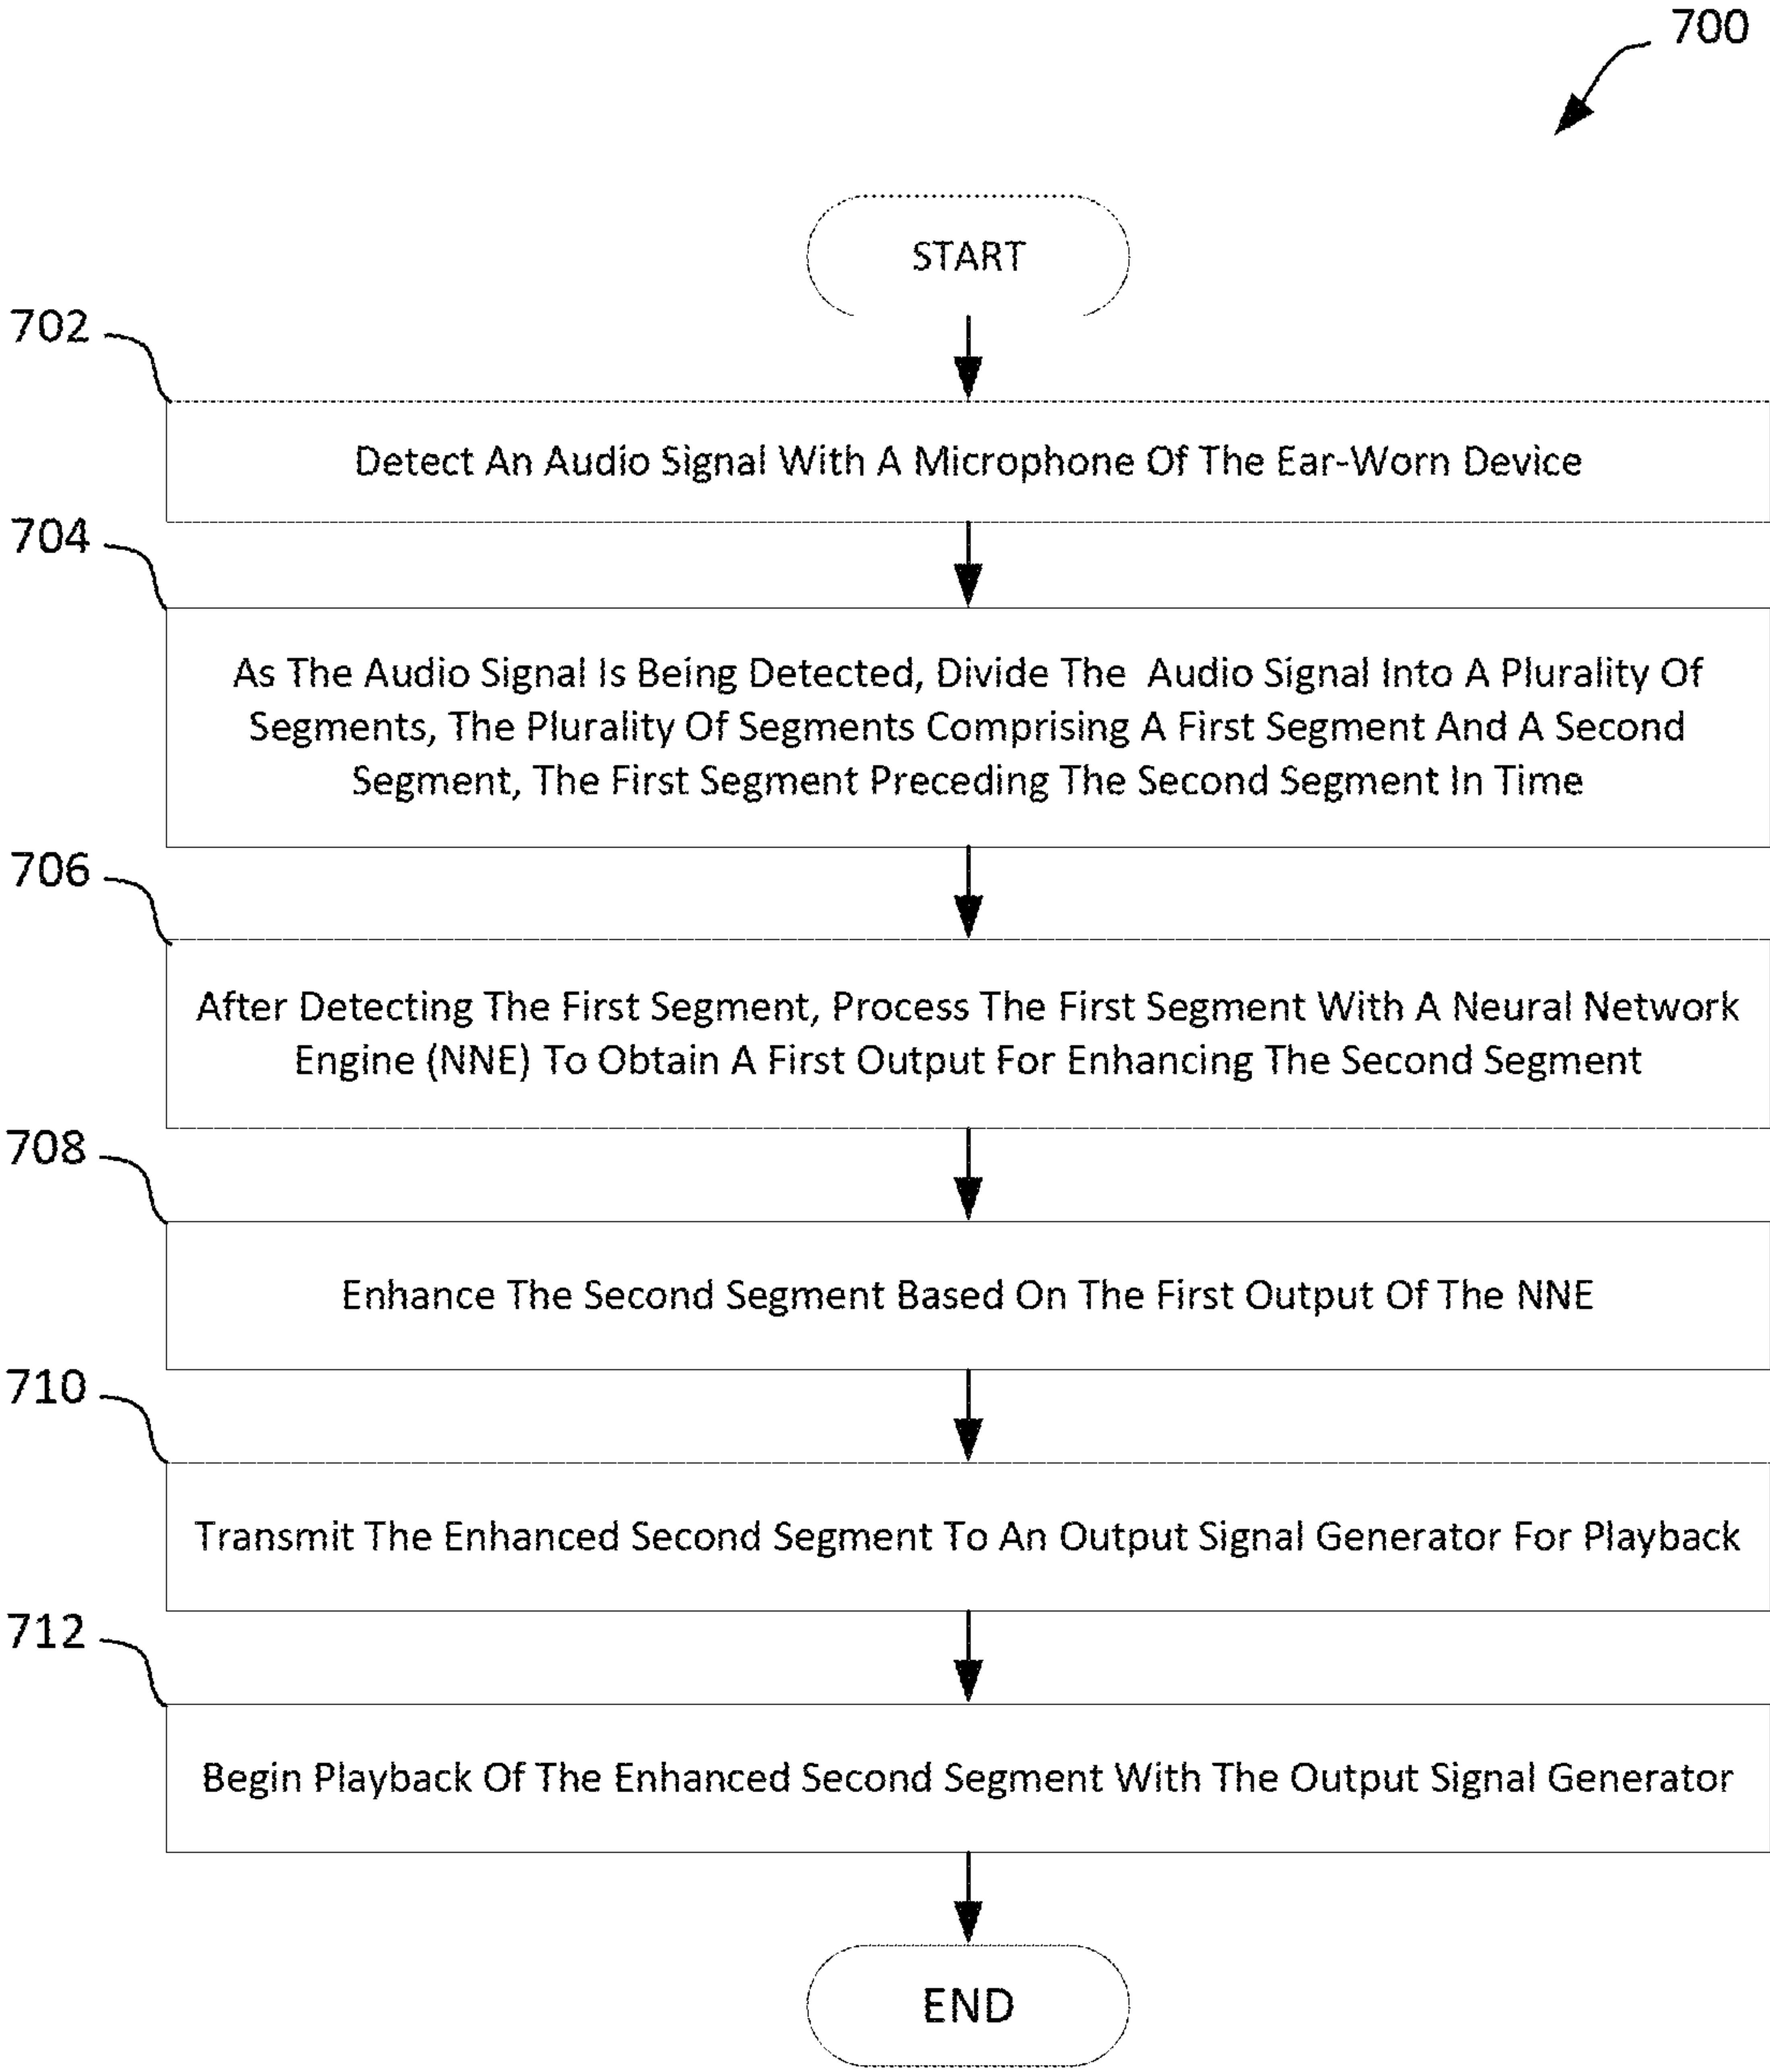 700
START
702
Detect An Audio Signal With A Microphone Of The Ear-Worn Device
704
As The Audio Signal Is Being Detected, Divide The Audio Signal Into A Plurality Of
Segments, The Plurality Of Segments Comprising A First Segment And A Second
Segment, The First Segment Preceding The Second Segment In Time
706
After Detecting The First Segment, Process The First Segment With A Neural Network
Engine (NNE) To Obtain A First Output For Enhancing The Second Segment
708
Enhance The Second Segment Based On The First Output Of The NNE
710
Transmit The Enhanced Second Segment To An Output Signal Generator For Playback
712
Begin Playback Of The Enhanced Second Segment With The Output Signal Generator
END